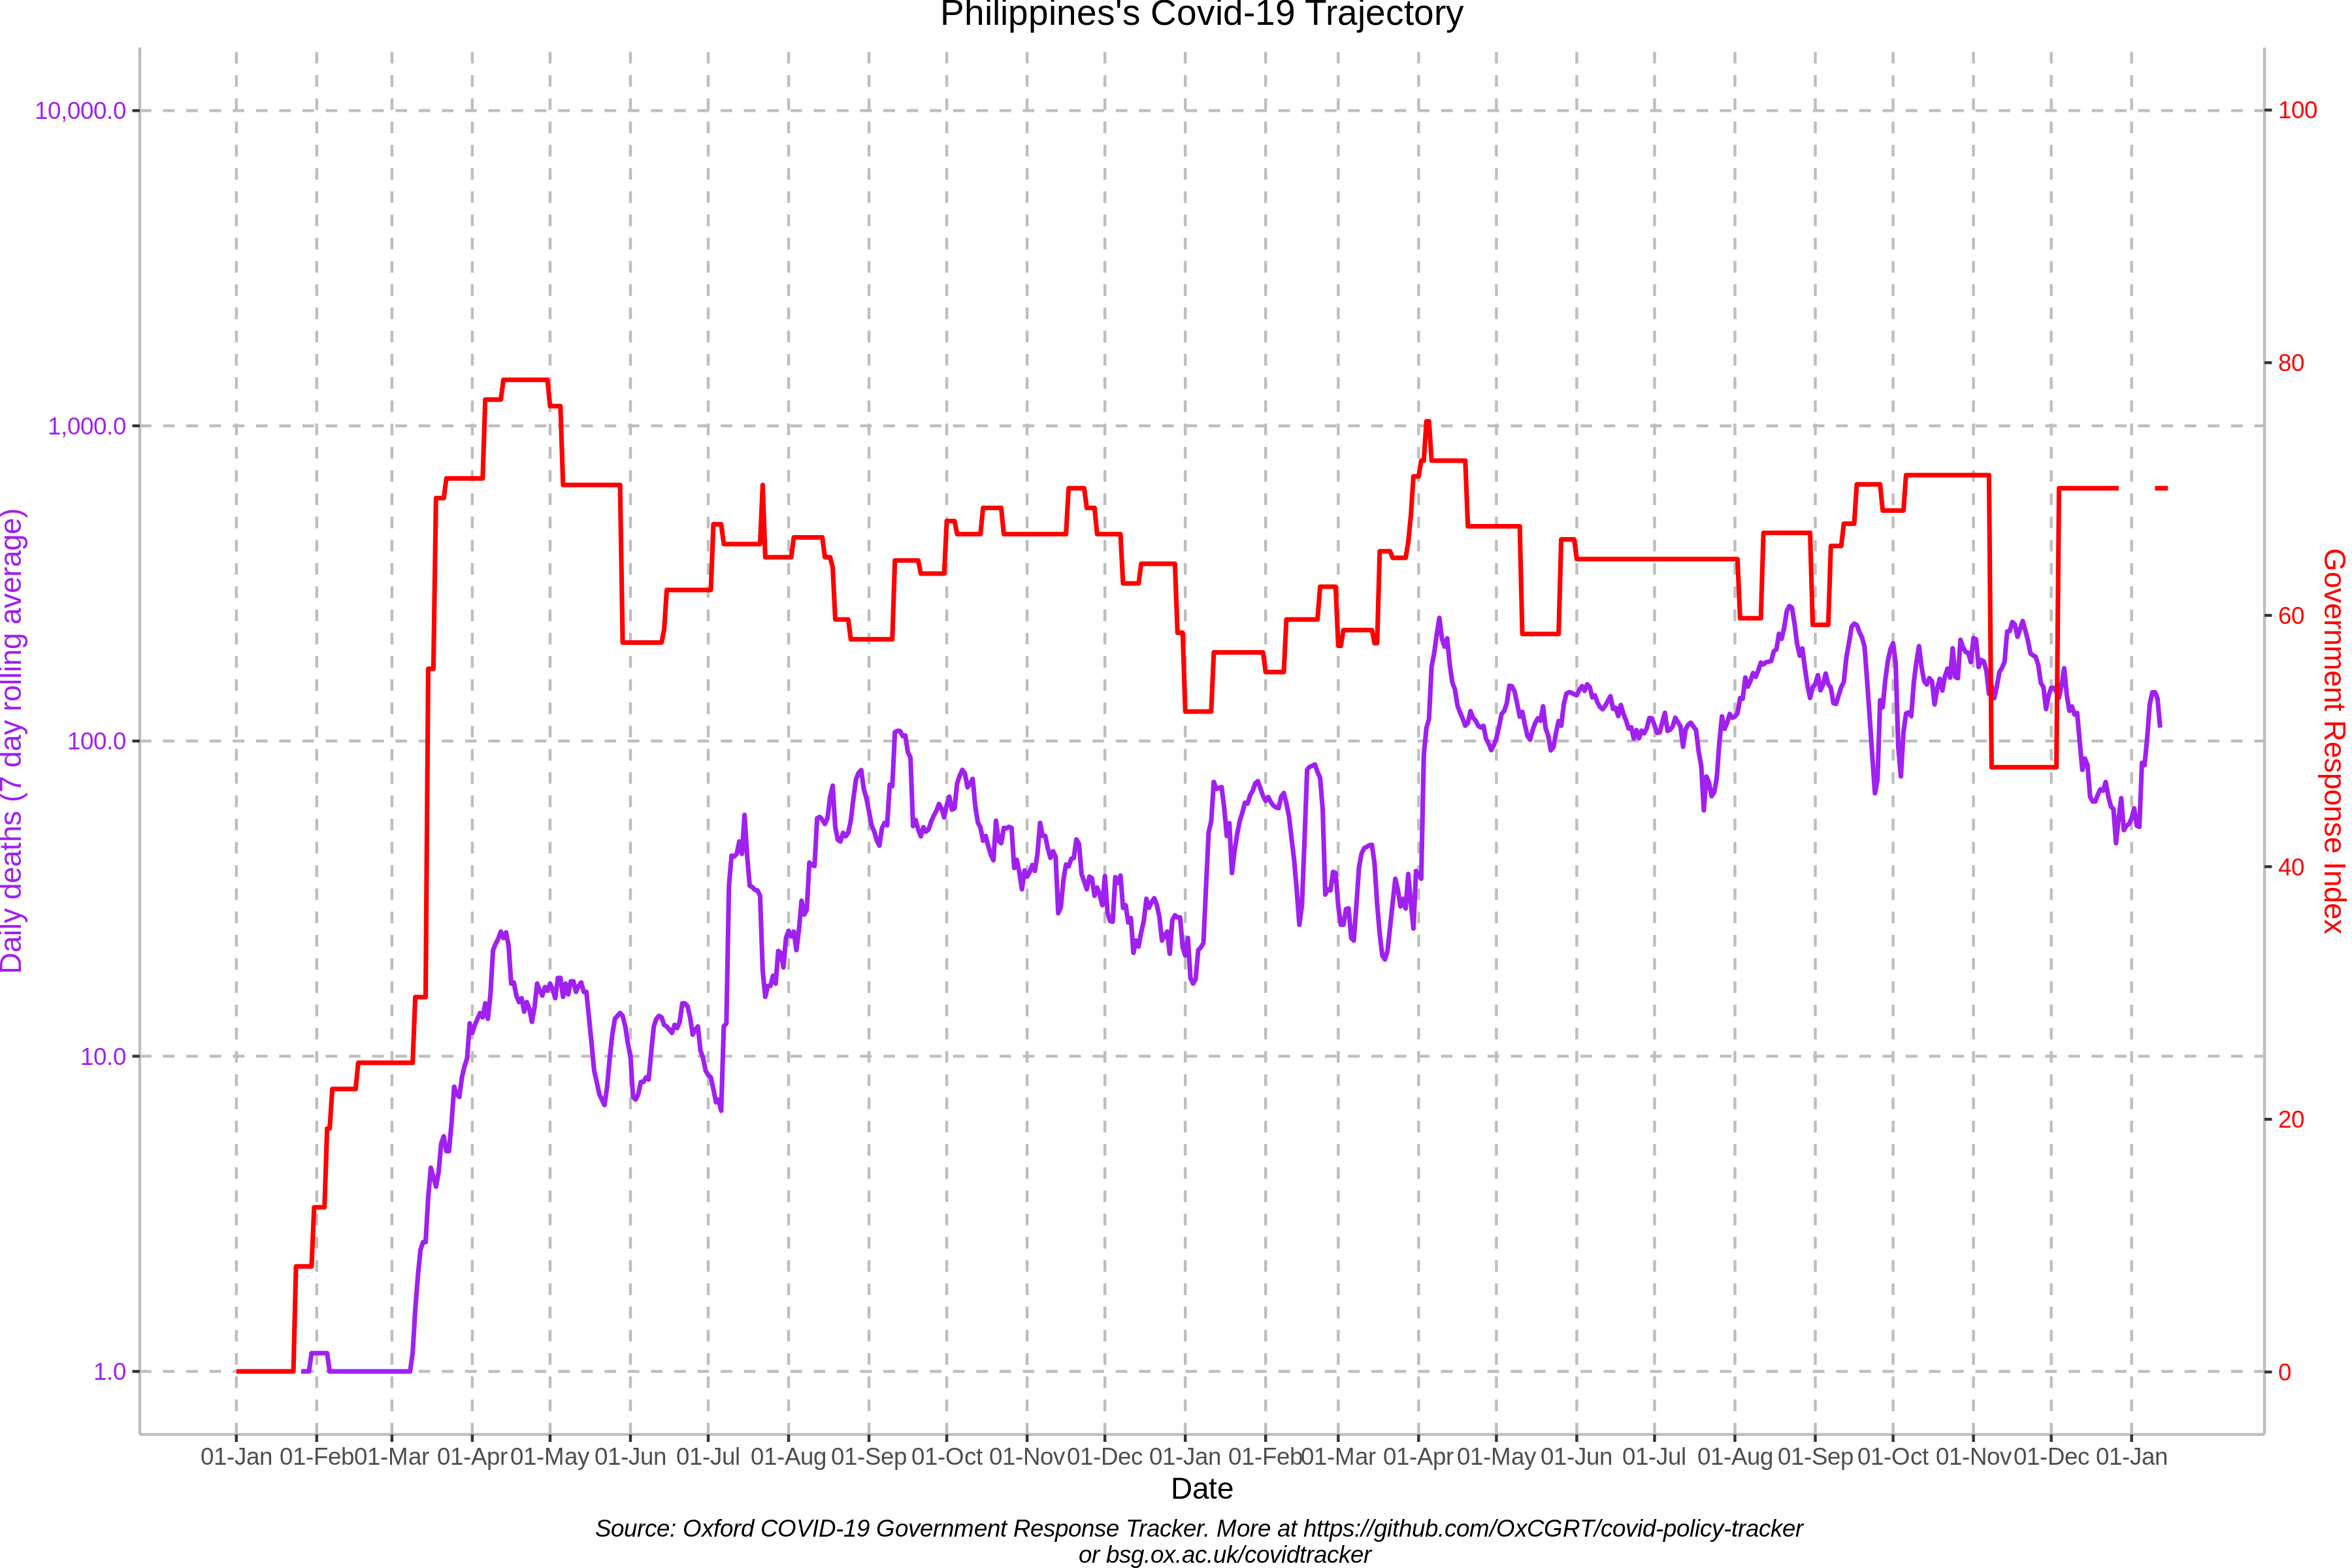 Philippines's Covid-19 Trajectory
10,000.0
1,000.0
100.0
10.0
1.0
Daily deaths (7 day rolling average)
100
80
60
40
20
0
Government Response Index
01-Jan 01-Feb 01-Mar 01-Apr 01-May 01-Jun 01-Jul 01-Aug 01-Sep 01-Oct 01-Nov 01-Dec 01-Jan 01-Feb 01-Mar 01-Apr 01-May 01-Jun 01-Jul 01-Aug 01-Sep 01-Oct 01-Nov 01-Dec 01-Jan
Date
Source: Oxford COVID-19 Government Response Tracker. More at https://github.com/OxCGRT/covid-policy-tracker
or bsg.ox.ac.uk/covidtracker